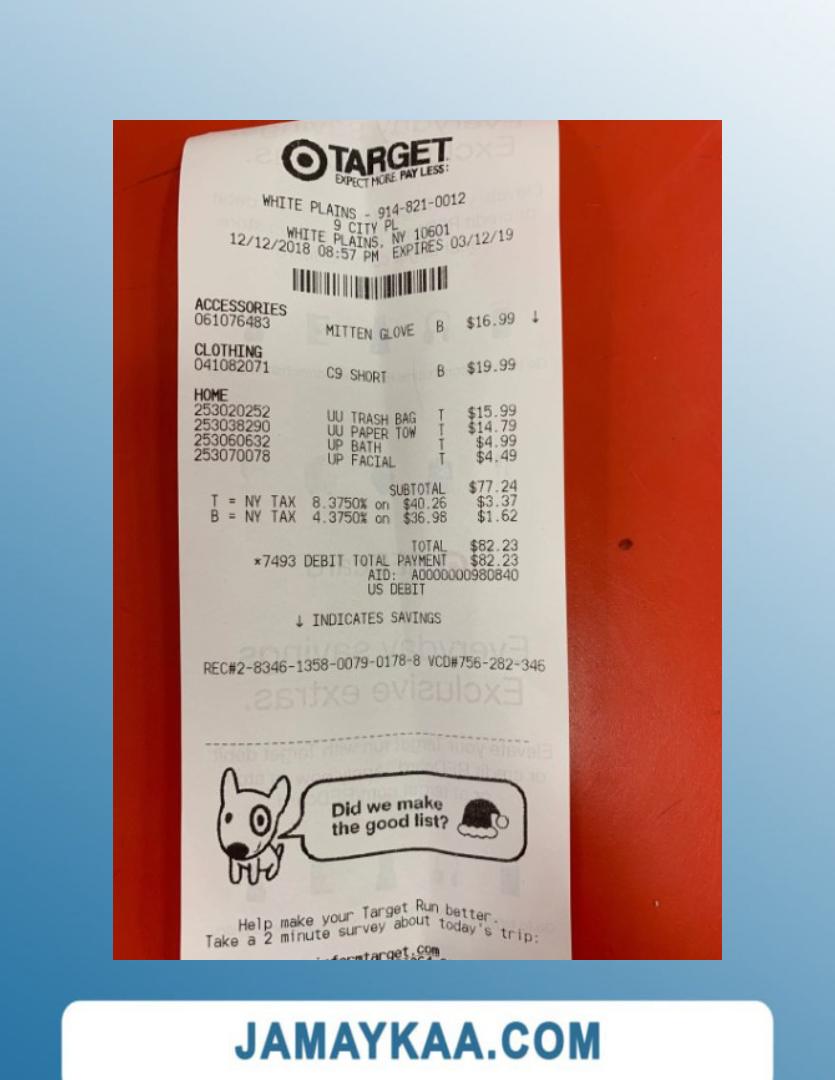 TARGET
EXPECT MORE. PAY LESS.
WHITE PLAINS - 914-821-0012
9 CITY PL
WHITE PLAINS, NY 10601
12/12/2018 08:57 PM EXPIRES 03/12/19
ACCESSORIES
061076483 MITTEN GLOVE B $16.99 ↓
CLOTHING
041082071 C9 SHORT B $19.99
HOME
253020252 UU TRASH BAG T $15.99
253038290 UU PAPER TOW T $14.79
253060632 UP BATH T $4.99
253070078 UP FACIAL T $4.49
SUBTOTAL $77.24
T = NY TAX 8.3750% on $40.26 $3.37
B = NY TAX 4.3750% on $36.98 $1.62
TOTAL $82.23
*7493 DEBIT TOTAL PAYMENT $82.23
AID: A0000000980840
US DEBIT
↓ INDICATES SAVINGS
REC#2-8346-1358-0079-0178-8 VCD#756-282-346
Everyday savings
Exclusive extras.
Did we make
the good list?
Help make your Target Run better.
Take a 2 minute survey about today's trip:
informtarget.com
JAMAYKAA.COM